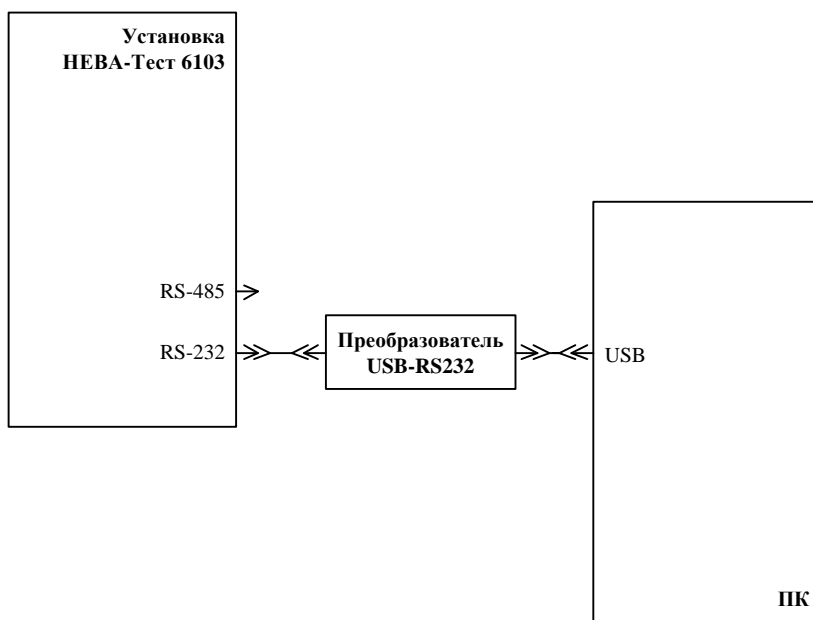 Установка
НЕВА-Тест 6103
RS-485
RS-232
Преобразователь
USB-RS232
USB
ПК